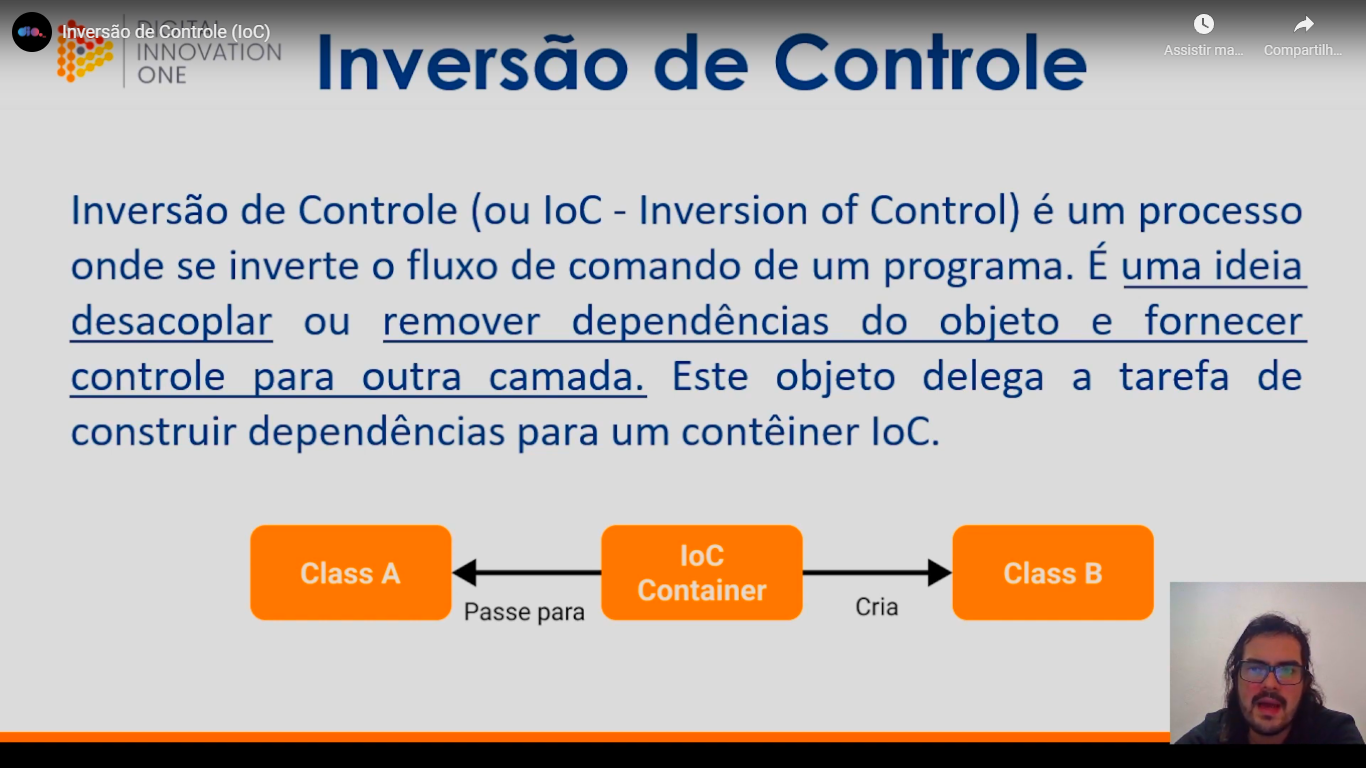 dio.
Inversão de Controle (IoC)
Assistir ma...
Compartilh...
DIGITAL
INNOVATION
ONE
Inversão de Controle
Inversão de Controle (ou IoC - Inversion of Control) é um processo
onde se inverte o fluxo de comando de um programa. É uma ideia
desacoplar ou remover dependências do objeto e fornecer
controle para outra camada. Este objeto delega a tarefa de
construir dependências para um contêiner IoC.
Class A
Passe para
IoC
Container
Cria
Class B